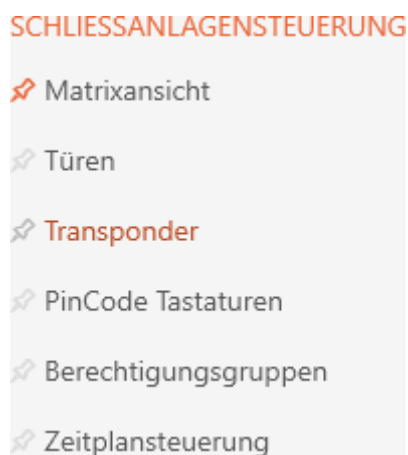 SCHLIESSANLAGENSTEUERUNG
Matrixansicht
Türen
Transponder
PinCode Tastaturen
Berechtigungsgruppen
Zeitplansteuerung